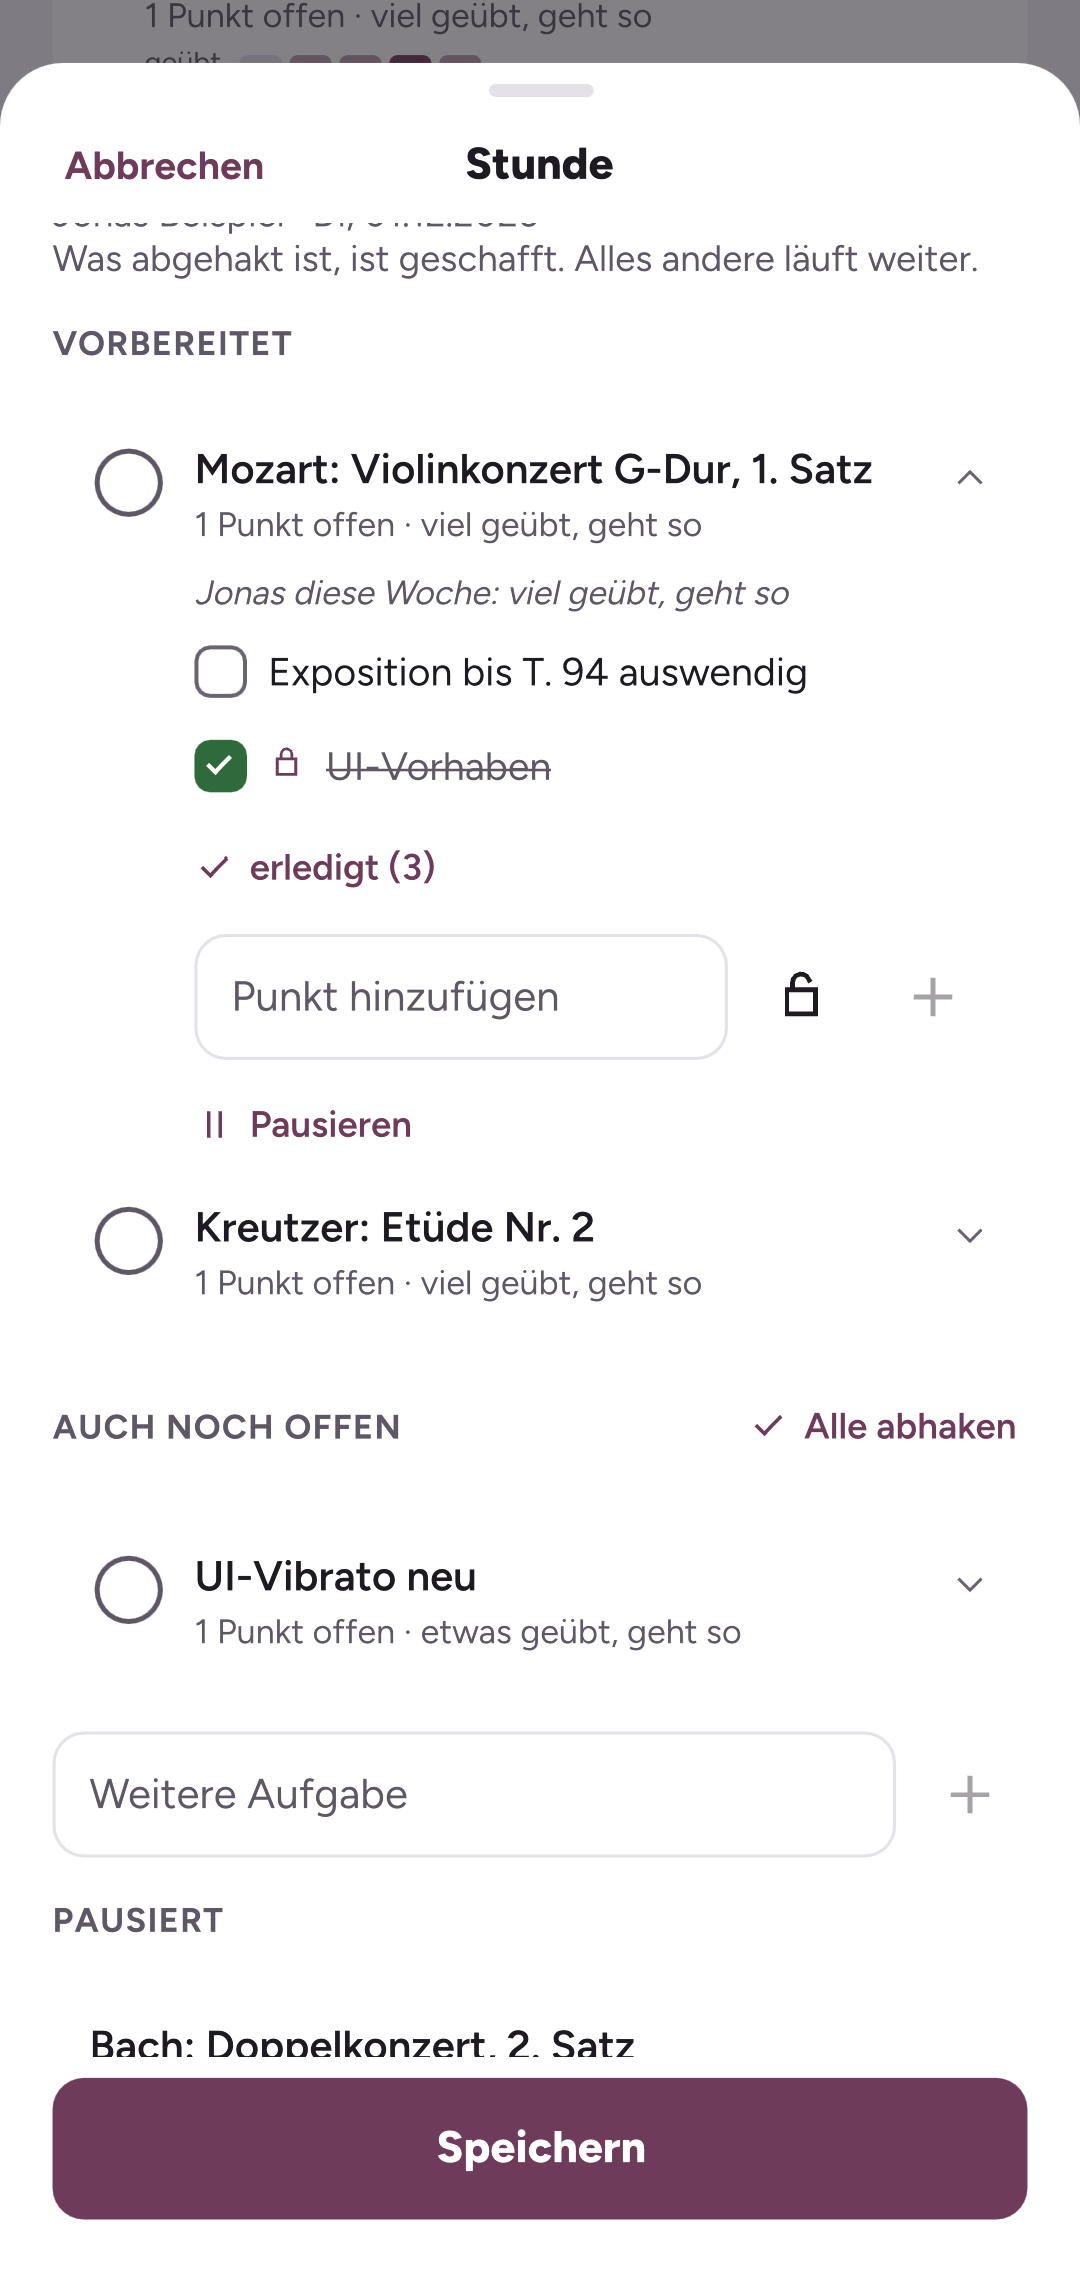 1 Punkt offen · viel geübt, geht so
geübt
Abbrechen
Stunde
Was abgehakt ist, ist geschafft. Alles andere läuft weiter.
VORBEREITET
Mozart: Violinkonzert G-Dur, 1. Satz
1 Punkt offen · viel geübt, geht so
Jonas diese Woche: viel geübt, geht so
Exposition bis T. 94 auswendig
UI-Vorhaben
erledigt (3)
Punkt hinzufügen
Pausieren
Kreutzer: Etüde Nr. 2
1 Punkt offen · viel geübt, geht so
AUCH NOCH OFFEN
Alle abhaken
UI-Vibrato neu
1 Punkt offen · etwas geübt, geht so
Weitere Aufgabe
PAUSIERT
Bach: Doppelkonzert, 2. Satz
Speichern